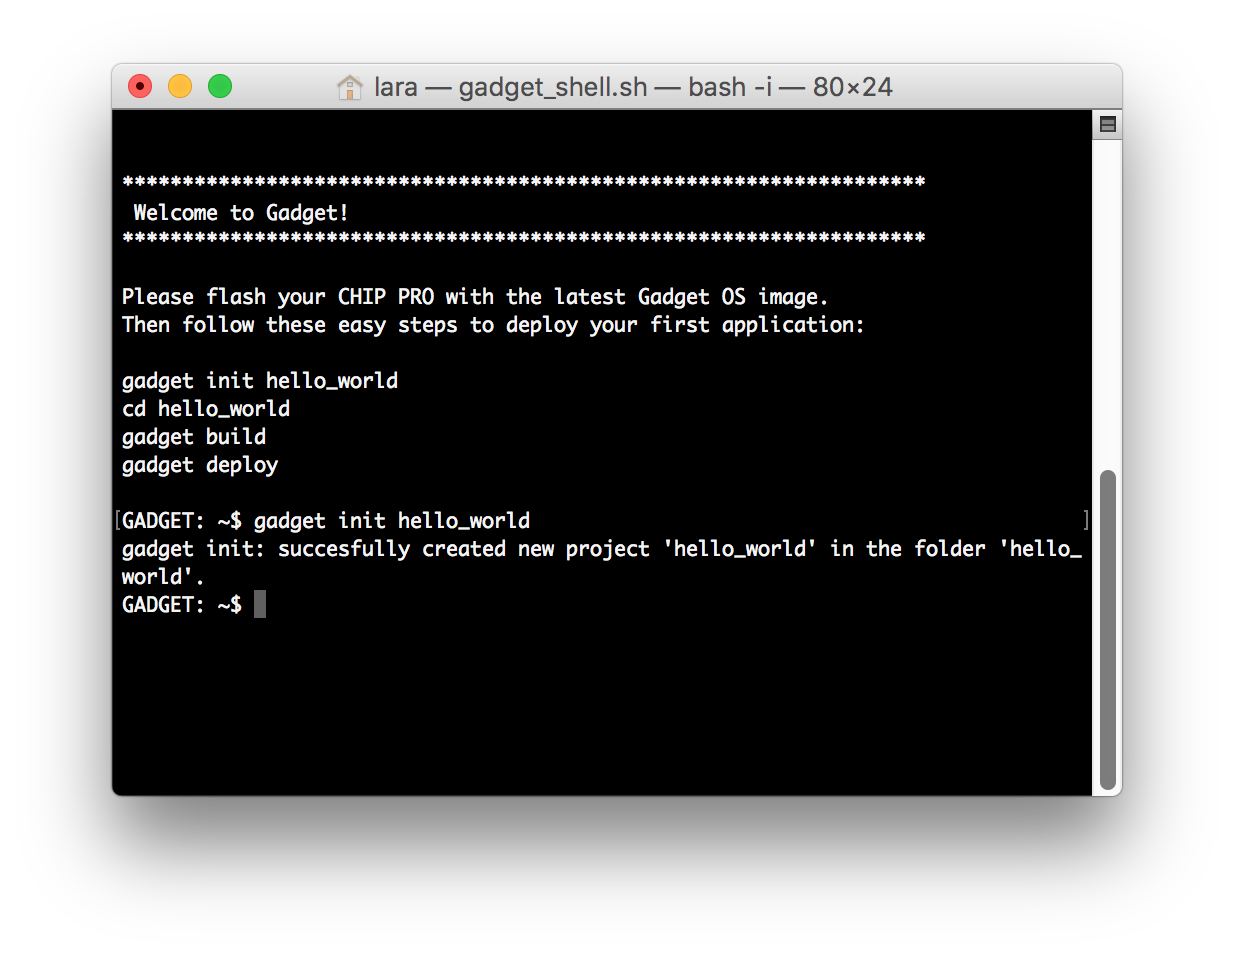 lara — gadget_shell.sh — bash -i — 80×24
*******************************************************************
Welcome to Gadget!
*******************************************************************
Please flash your CHIP PRO with the latest Gadget OS image.
Then follow these easy steps to deploy your first application:
gadget init hello_world
cd hello_world
gadget build
gadget deploy
[GADGET: ~$ gadget init hello_world ]
gadget init: succesfully created new project 'hello_world' in the folder 'hello_
world'.
GADGET: ~$